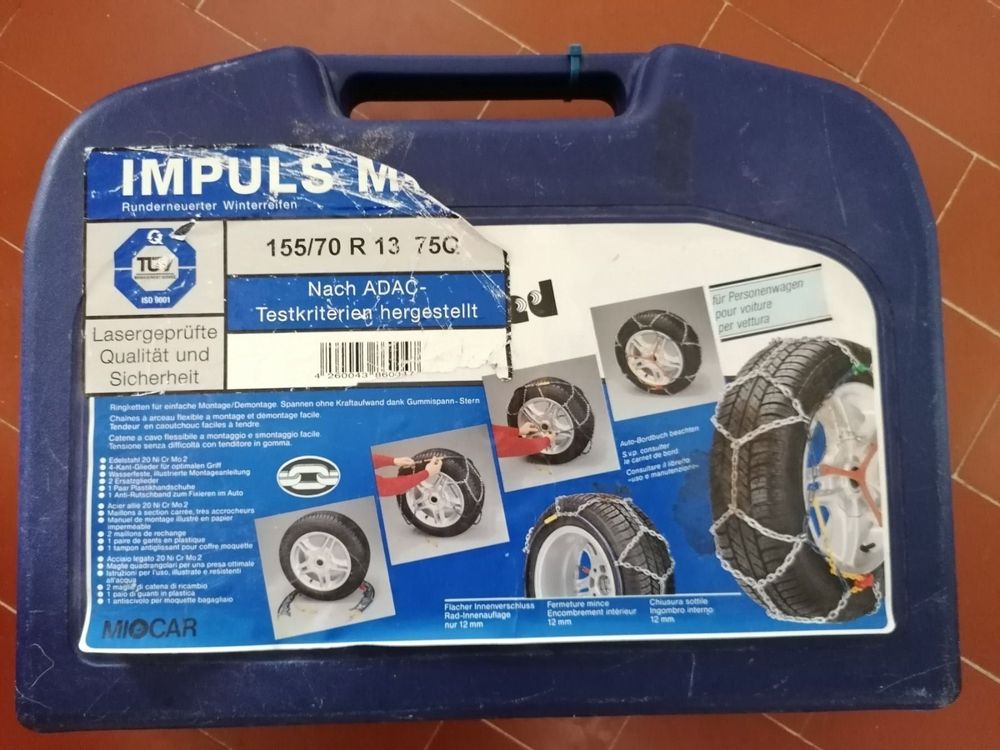 IMPULS
Runderneuerter Winterreifen
Q
TÜV
MANAGEMENT SERVICE
ISO 9001
155/70 R 13 75Q
Nach ADAC-
Testkriterien hergestellt
Lasergeprüfte
Qualität und
Sicherheit
4 260043 860047
für Personenwagen
pour voiture
per vettura
Ringketten für einfache Montage/Demontage. Spannen ohne Kraftaufwand dank Gummispann-Stern
Chaînes à arceau flexible a montage et démontage facile.
Tendeur en caoutchouc faciles à tendre.
Catene a cavo flessibile a montaggio e smontaggio facile.
Tensione senza difficoltà con tenditore in gomma.
Edelstahl 20 Ni Cr Mo 2
4-Kant-Glieder für optimalen Griff
Wasserfeste, illustrierte Montageanleitung
2 Ersatzglieder
1 Paar Plastikhandschuhe
1 Anti-Rutschband zum Fixieren im Auto
Acier allié 20 Ni Cr Mo 2
Maillons à section carrée, très accrocheurs
Manuel de montage illustré en papier
imperméable
2 maillons de rechange
1 paire de gants en plastique
1 tampon antiglissant pour coffre moquette
Acciaio legato 20 Ni Cr Mo 2
Maglie quadrangolari per una presa ottimale
Istruzioni per l'uso, illustrate e resistenti
all'acqua
2 maglie di catena di ricambio
1 paio di guanti in plastica
1 antiscivolo per moquette bagagliaio
Auto-Bordbuch beachten
S.v.p. consulter
le carnet de bord
Consultare il libretto
uso e manutenzione
Flacher Innenverschluss
Rad-Innenauflage
nur 12 mm
Fermeture mince
Encombrement intérieur
12 mm
Chiusura sottile
Ingombro interno
12 mm
MIOCAR